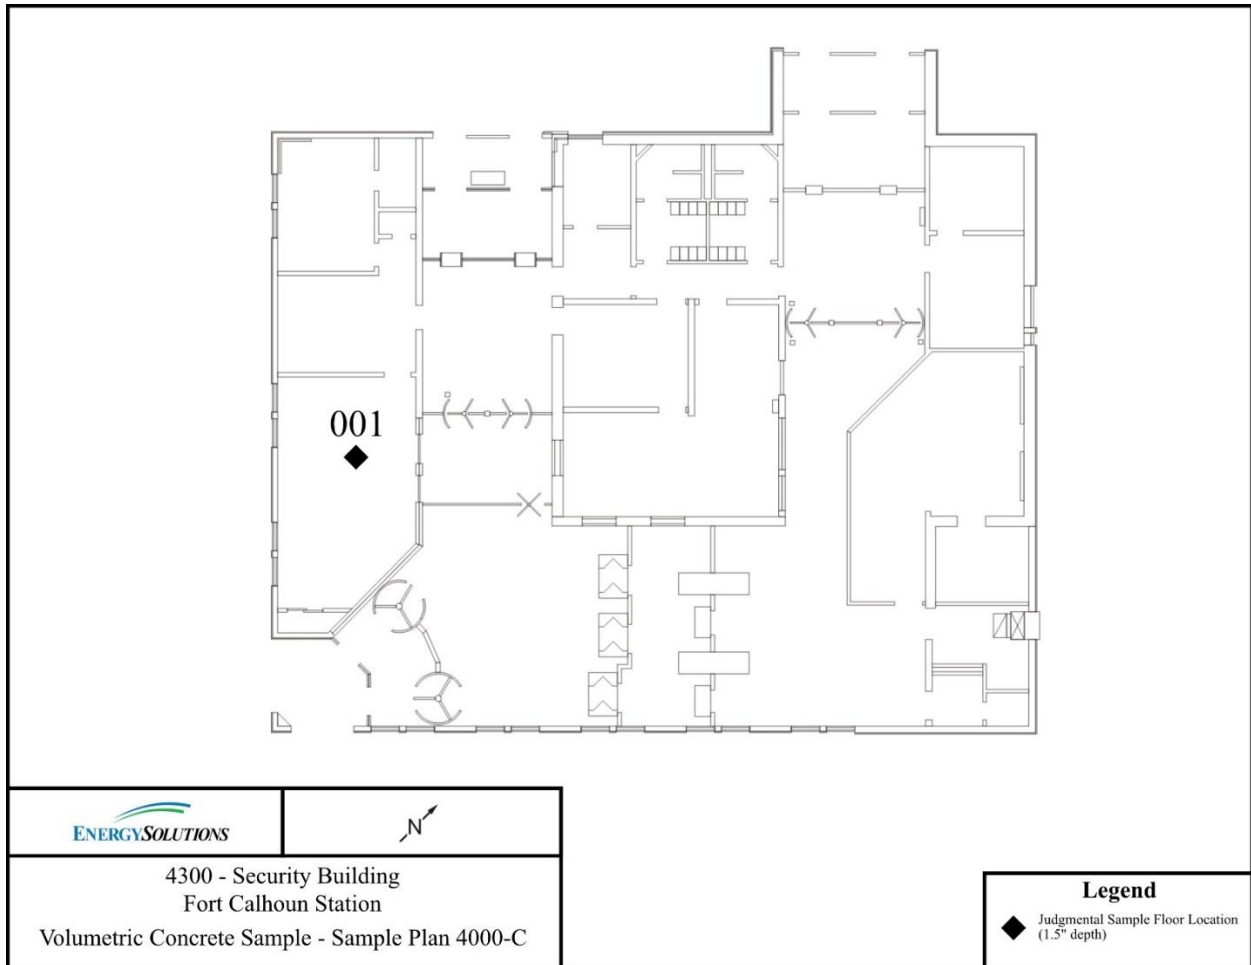 001
ENERGYSOLUTIONS
N
4300 - Security Building
Fort Calhoun Station
Volumetric Concrete Sample - Sample Plan 4000-C
Legend
Judgmental Sample Floor Location
(1.5" depth)